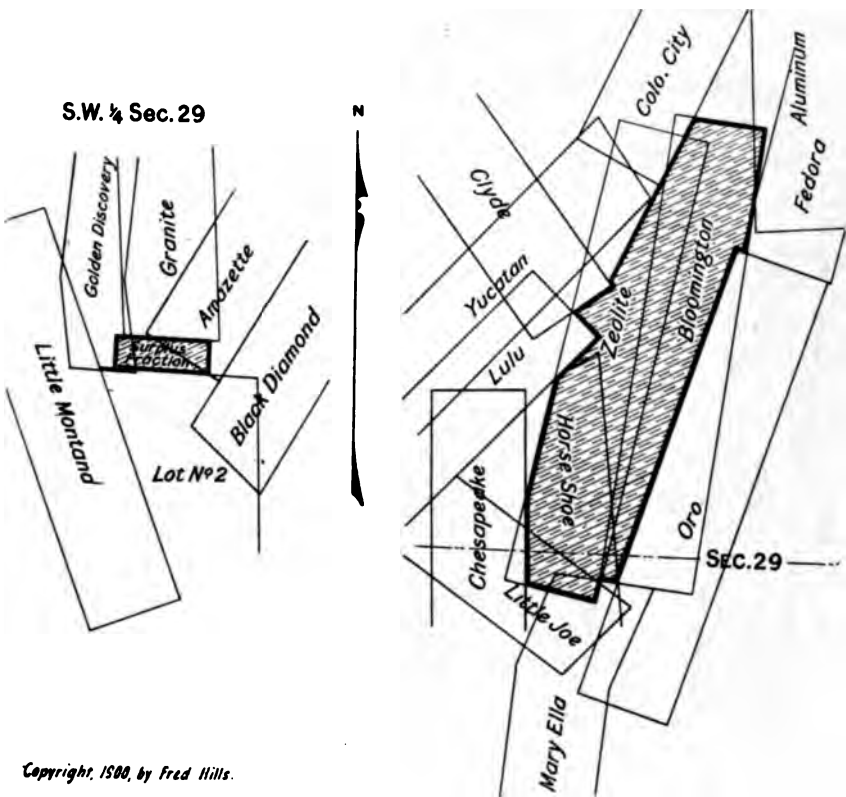 S.W. ¼ Sec. 29
N
Golden Discovery
Granite
Amozette
Surplus
Fraction
Little Montand
Black Diamond
Lot Nº 2
Colo. City
Aluminum
Fedora
Clyde
Yucatan
Lulu
Zeolite
Bloomington
Horse Shoe
Chesapeake
Oro
SEC. 29
Little Joe
Mary Ella
Copyright, 1900, by Fred Hills.